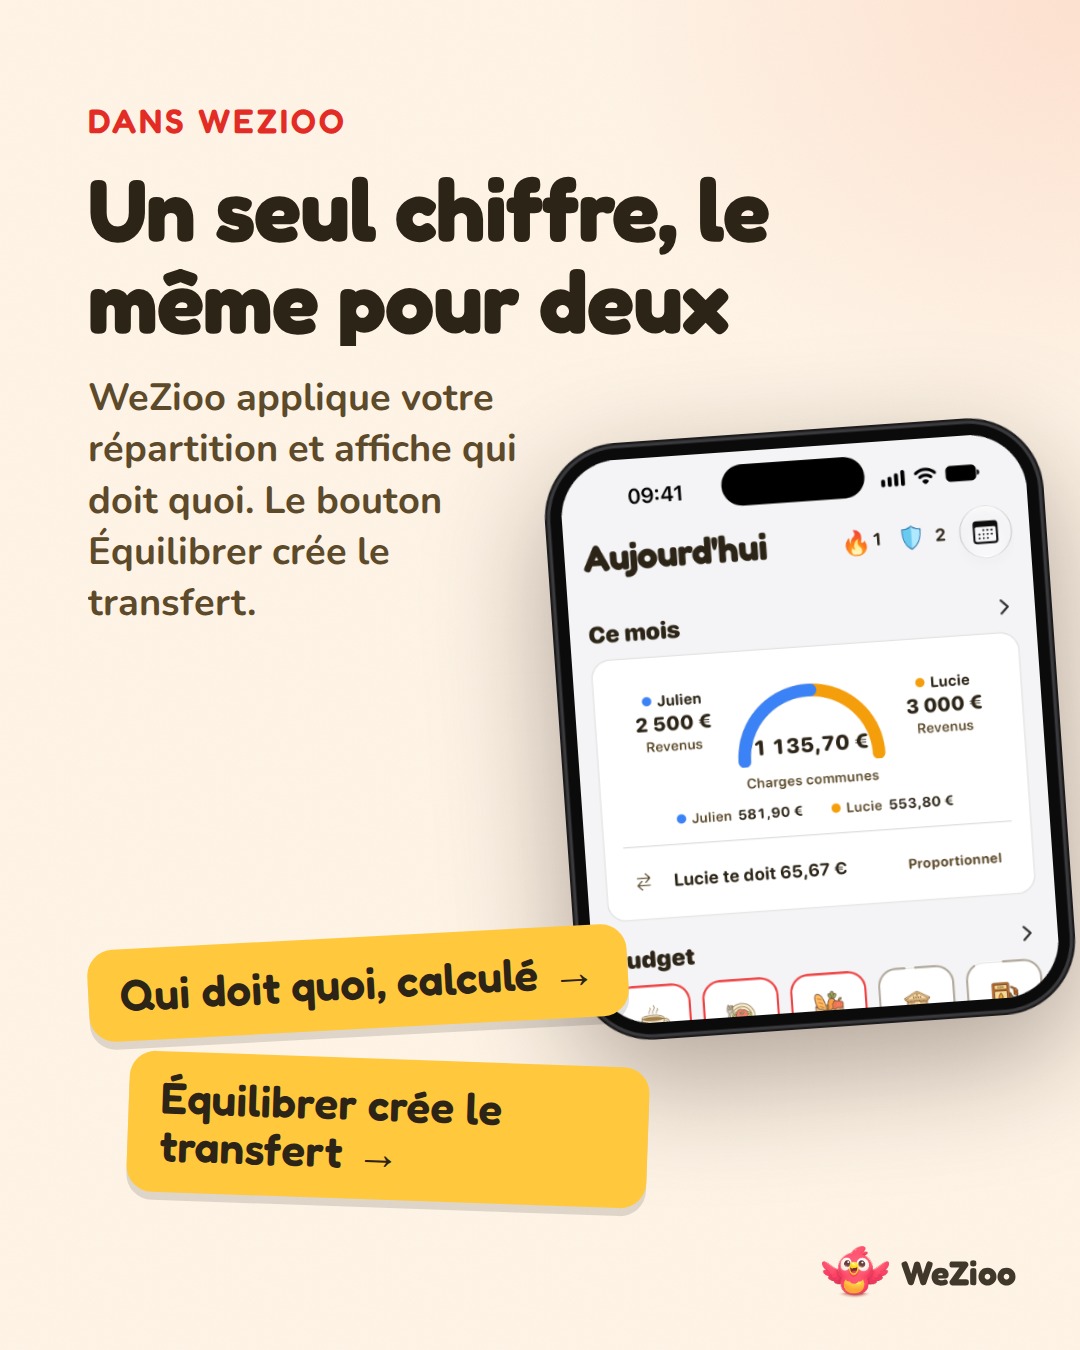 DANS WEZIOO
Un seul chiffre, le
même pour deux
WeZioo applique votre
répartition et affiche qui
doit quoi. Le bouton
Équilibrer crée le
transfert.
09:41
Aujourd'hui
1
2
Ce mois
Julien
2 500 €
Revenus
Lucie
3 000 €
Revenus
1 135,70 €
Charges communes
Julien 581,90 €
Lucie 553,80 €
Lucie te doit 65,67 €
Proportionnel
udget
Qui doit quoi, calculé →
Équilibrer crée le
transfert →
WeZioo